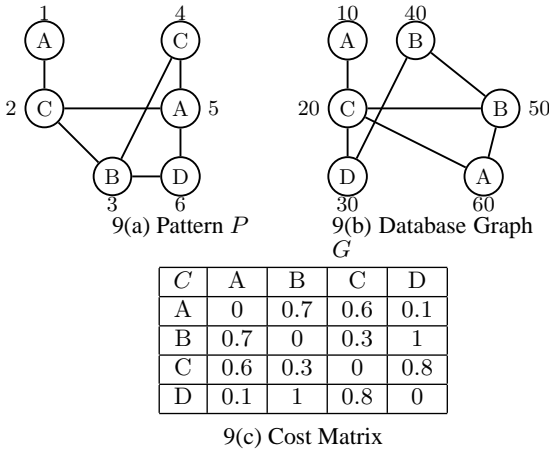 1 4 10 40
A C A B
2 C A 5 20 C B 50
B D D A
3 6 30 60
9(a) Pattern P 9(b) Database Graph
G
C A B C D
A 0 0.7 0.6 0.1
B 0.7 0 0.3 1
C 0.6 0.3 0 0.8
D 0.1 1 0.8 0
9(c) Cost Matrix